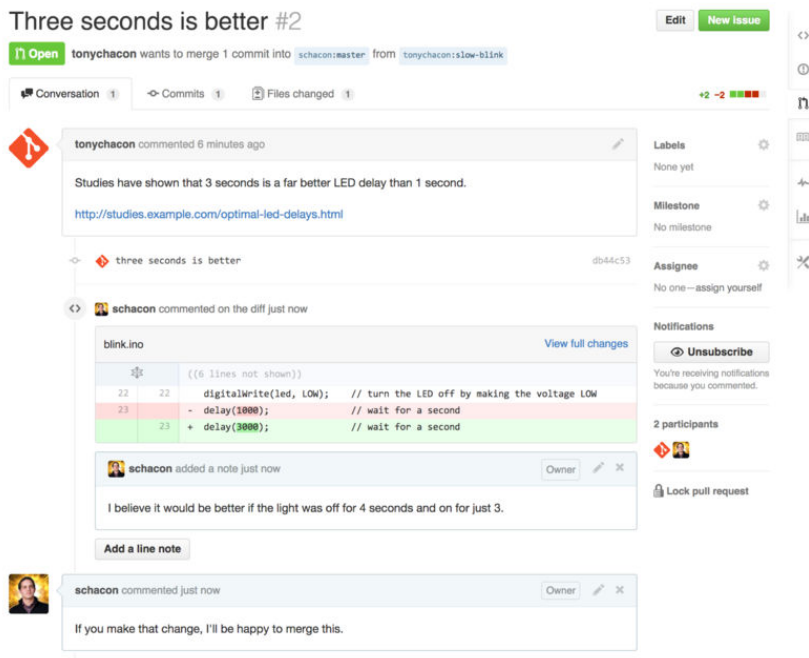 Three seconds is better #2
Edit
New issue
Open tonychacon wants to merge 1 commit into schacon:master from tonychacon:slow-blink
Conversation 1 Commits 1 Files changed 1 +2 −2
tonychacon commented 6 minutes ago
Studies have shown that 3 seconds is a far better LED delay than 1 second.
http://studies.example.com/optimal-led-delays.html
three seconds is better db44c53
schacon commented on the diff just now
blink.ino View full changes
((6 lines not shown))
22 22 digitalWrite(led, LOW); // turn the LED off by making the voltage LOW
23 - delay(1000); // wait for a second
23 + delay(3000); // wait for a second
schacon added a note just now Owner
I believe it would be better if the light was off for 4 seconds and on for just 3.
Add a line note
schacon commented just now Owner
If you make that change, I'll be happy to merge this.
Labels
None yet
Milestone
No milestone
Assignee
No one—assign yourself
Notifications
Unsubscribe
You're receiving notifications
because you commented.
2 participants
Lock pull request